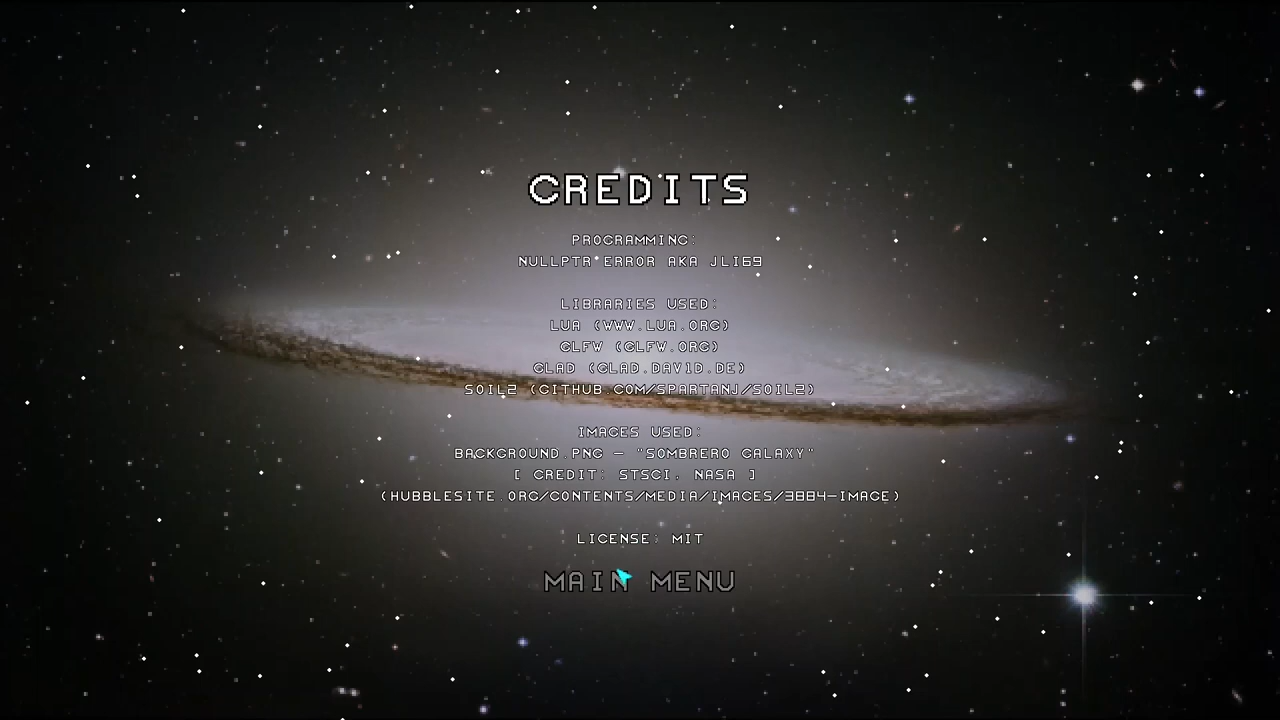 CREDITS
PROGRAMMING:
NULLPTR ERROR AKA JLI69
LIBRARIES USED:
LUA (WWW.LUA.ORG)
GLFW (GLFW.ORG)
GLAD (GLAD.DAV1D.DE)
SOIL2 (GITHUB.COM/SPARTANJ/SOIL2)
IMAGES USED:
BACKGROUND.PNG - "SOMBRERO GALAXY"
[ CREDIT: STSCI, NASA ]
(HUBBLESITE.ORG/CONTENTS/MEDIA/IMAGES/3884-IMAGE)
LICENSE: MIT
MAIN MENU